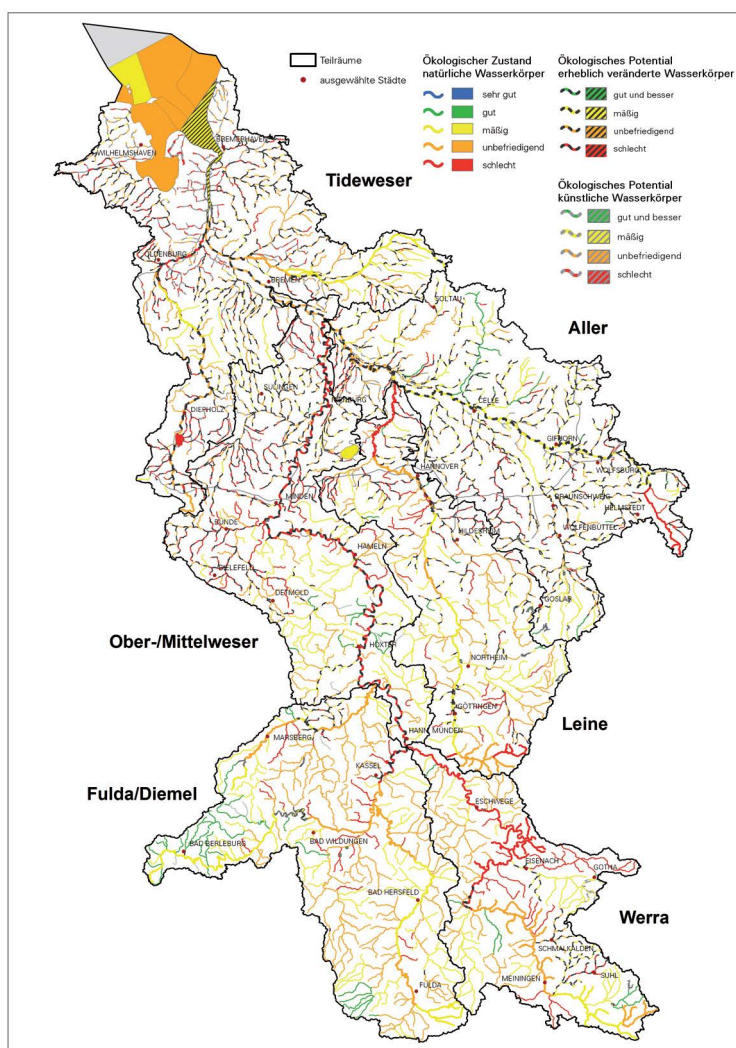 Teilräume
ausgewählte Städte
Ökologischer Zustand
natürliche Wasserkörper
sehr gut
gut
mäßig
unbefriedigend
schlecht
Ökologisches Potential
erheblich veränderte Wasserkörper
gut und besser
mäßig
unbefriedigend
schlecht
Ökologisches Potential
künstliche Wasserkörper
gut und besser
mäßig
unbefriedigend
schlecht
BREMERHAVEN
WILHELMSHAVEN
Tideweser
OLDENBURG
BREMEN
SOLTAU
Aller
SULINGEN
NIENBURG
CELLE
DIEPHOLZ
GIFHORN
HANNOVER
WOLFSBURG
MINDEN
BRAUNSCHWEIG
HELMSTEDT
BÜNDE
WOLFENBÜTTEL
HILDESHEIM
HAMELN
BIELEFELD
DETMOLD
GOSLAR
Ober-/Mittelweser
HÖXTER
NORTHEIM
GÖTTINGEN
Leine
MARSBERG
HANN. MÜNDEN
KASSEL
Fulda/Diemel
ESCHWEGE
BAD BERLEBURG
BAD WILDUNGEN
EISENACH
GOTHA
BAD HERSFELD
Werra
SCHMALKALDEN
MEININGEN
SUHL
FULDA